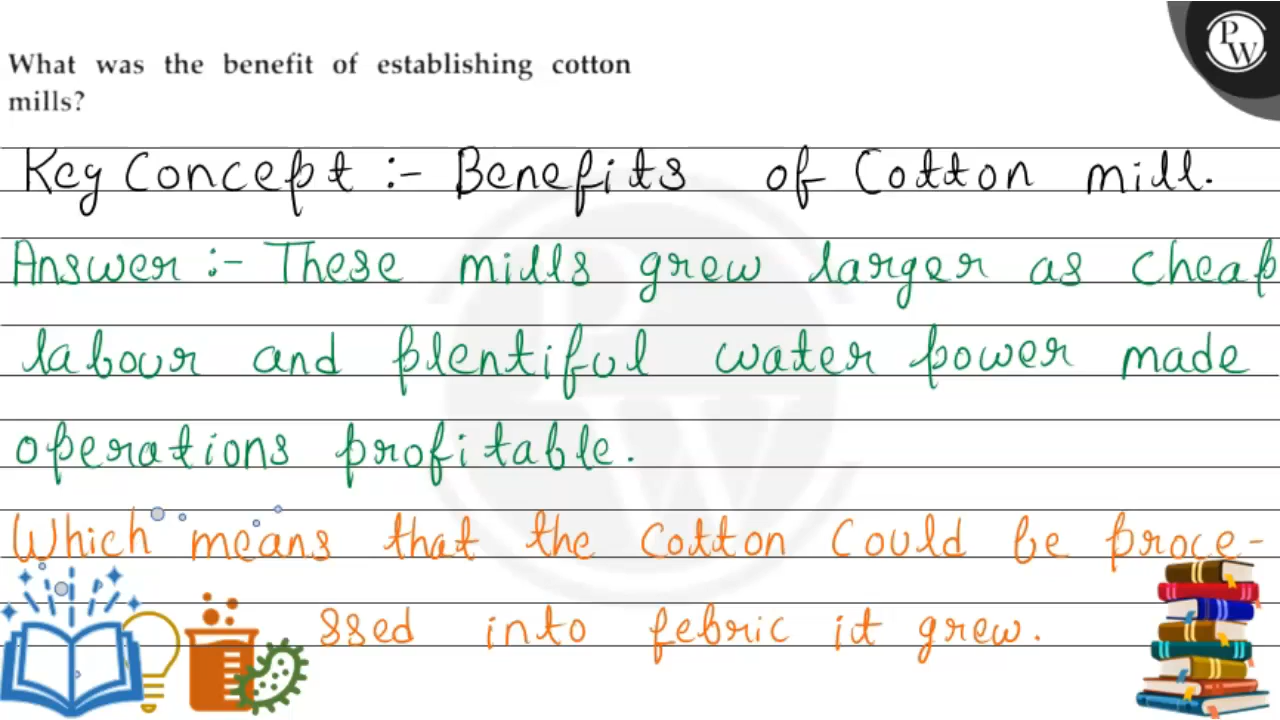 What was the benefit of establishing cotton
mills?
PW
Key Concept :- Benefits of Cotton mill.
Answer :- These mills grew larger as cheap
labour and plentiful water power made
operations profitable.
Which means that the cotton could be proce-
ssed into febric it grew.